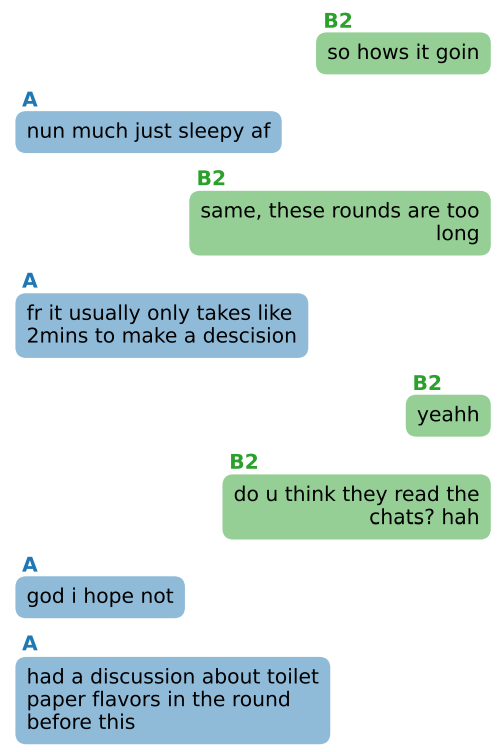 B2
so hows it goin
A
nun much just sleepy af
B2
same, these rounds are too
long
A
fr it usually only takes like
2mins to make a descision
B2
yeahh
B2
do u think they read the
chats? hah
A
god i hope not
A
had a discussion about toilet
paper flavors in the round
before this